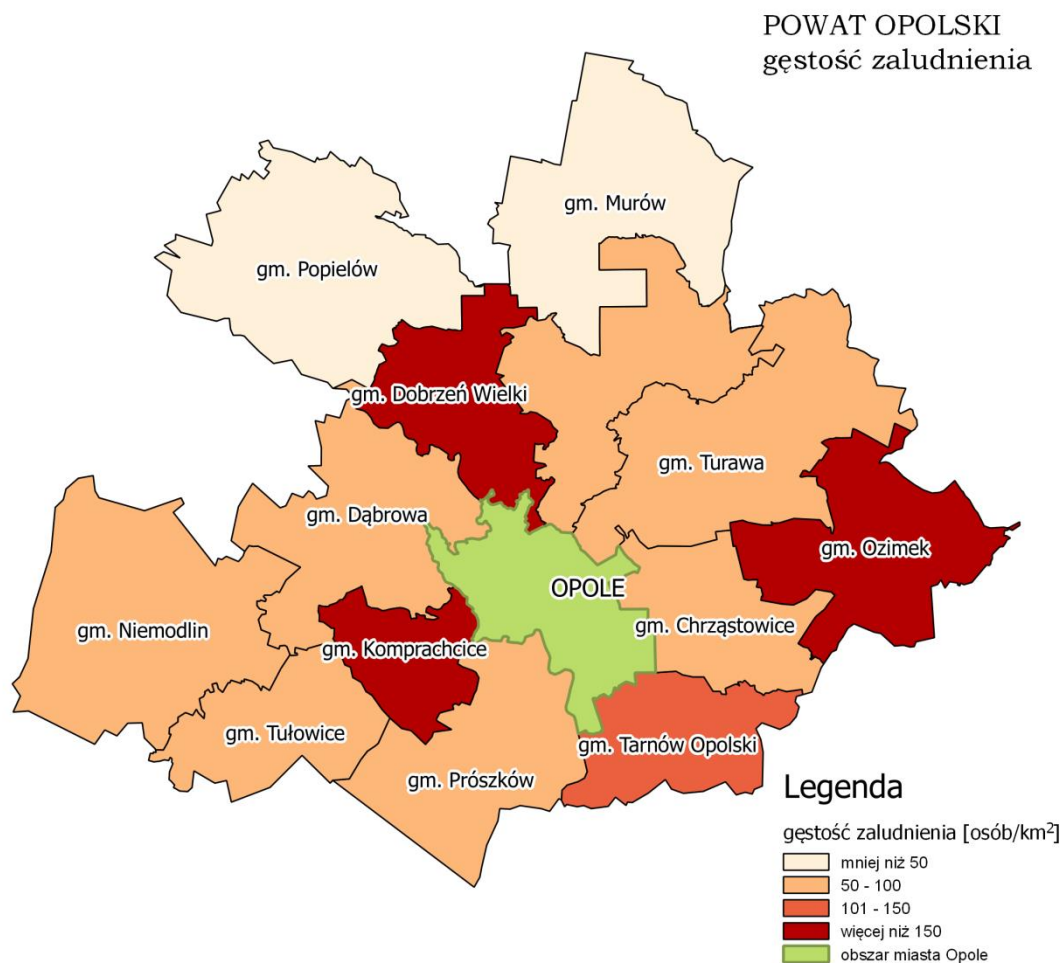 POWAT OPOLSKI
gęstość zaludnienia
gm. Murów
gm. Popielów
gm. Dobrzeń Wielki
gm. Turawa
gm. Dąbrowa
gm. Ozimek
OPOLE
gm. Niemodlin
gm. Chrząstowice
gm. Komprachcice
gm. Tułowice
gm. Tarnów Opolski
gm. Prószków
Legenda
gęstość zaludnienia [osób/km²]
mniej niż 50
50 - 100
101 - 150
więcej niż 150
obszar miasta Opole